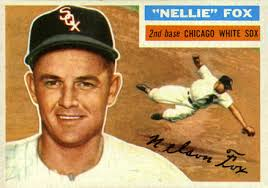 "NELLIE" FOX
2nd base CHICAGO WHITE SOX
SOX
Nelson Fox